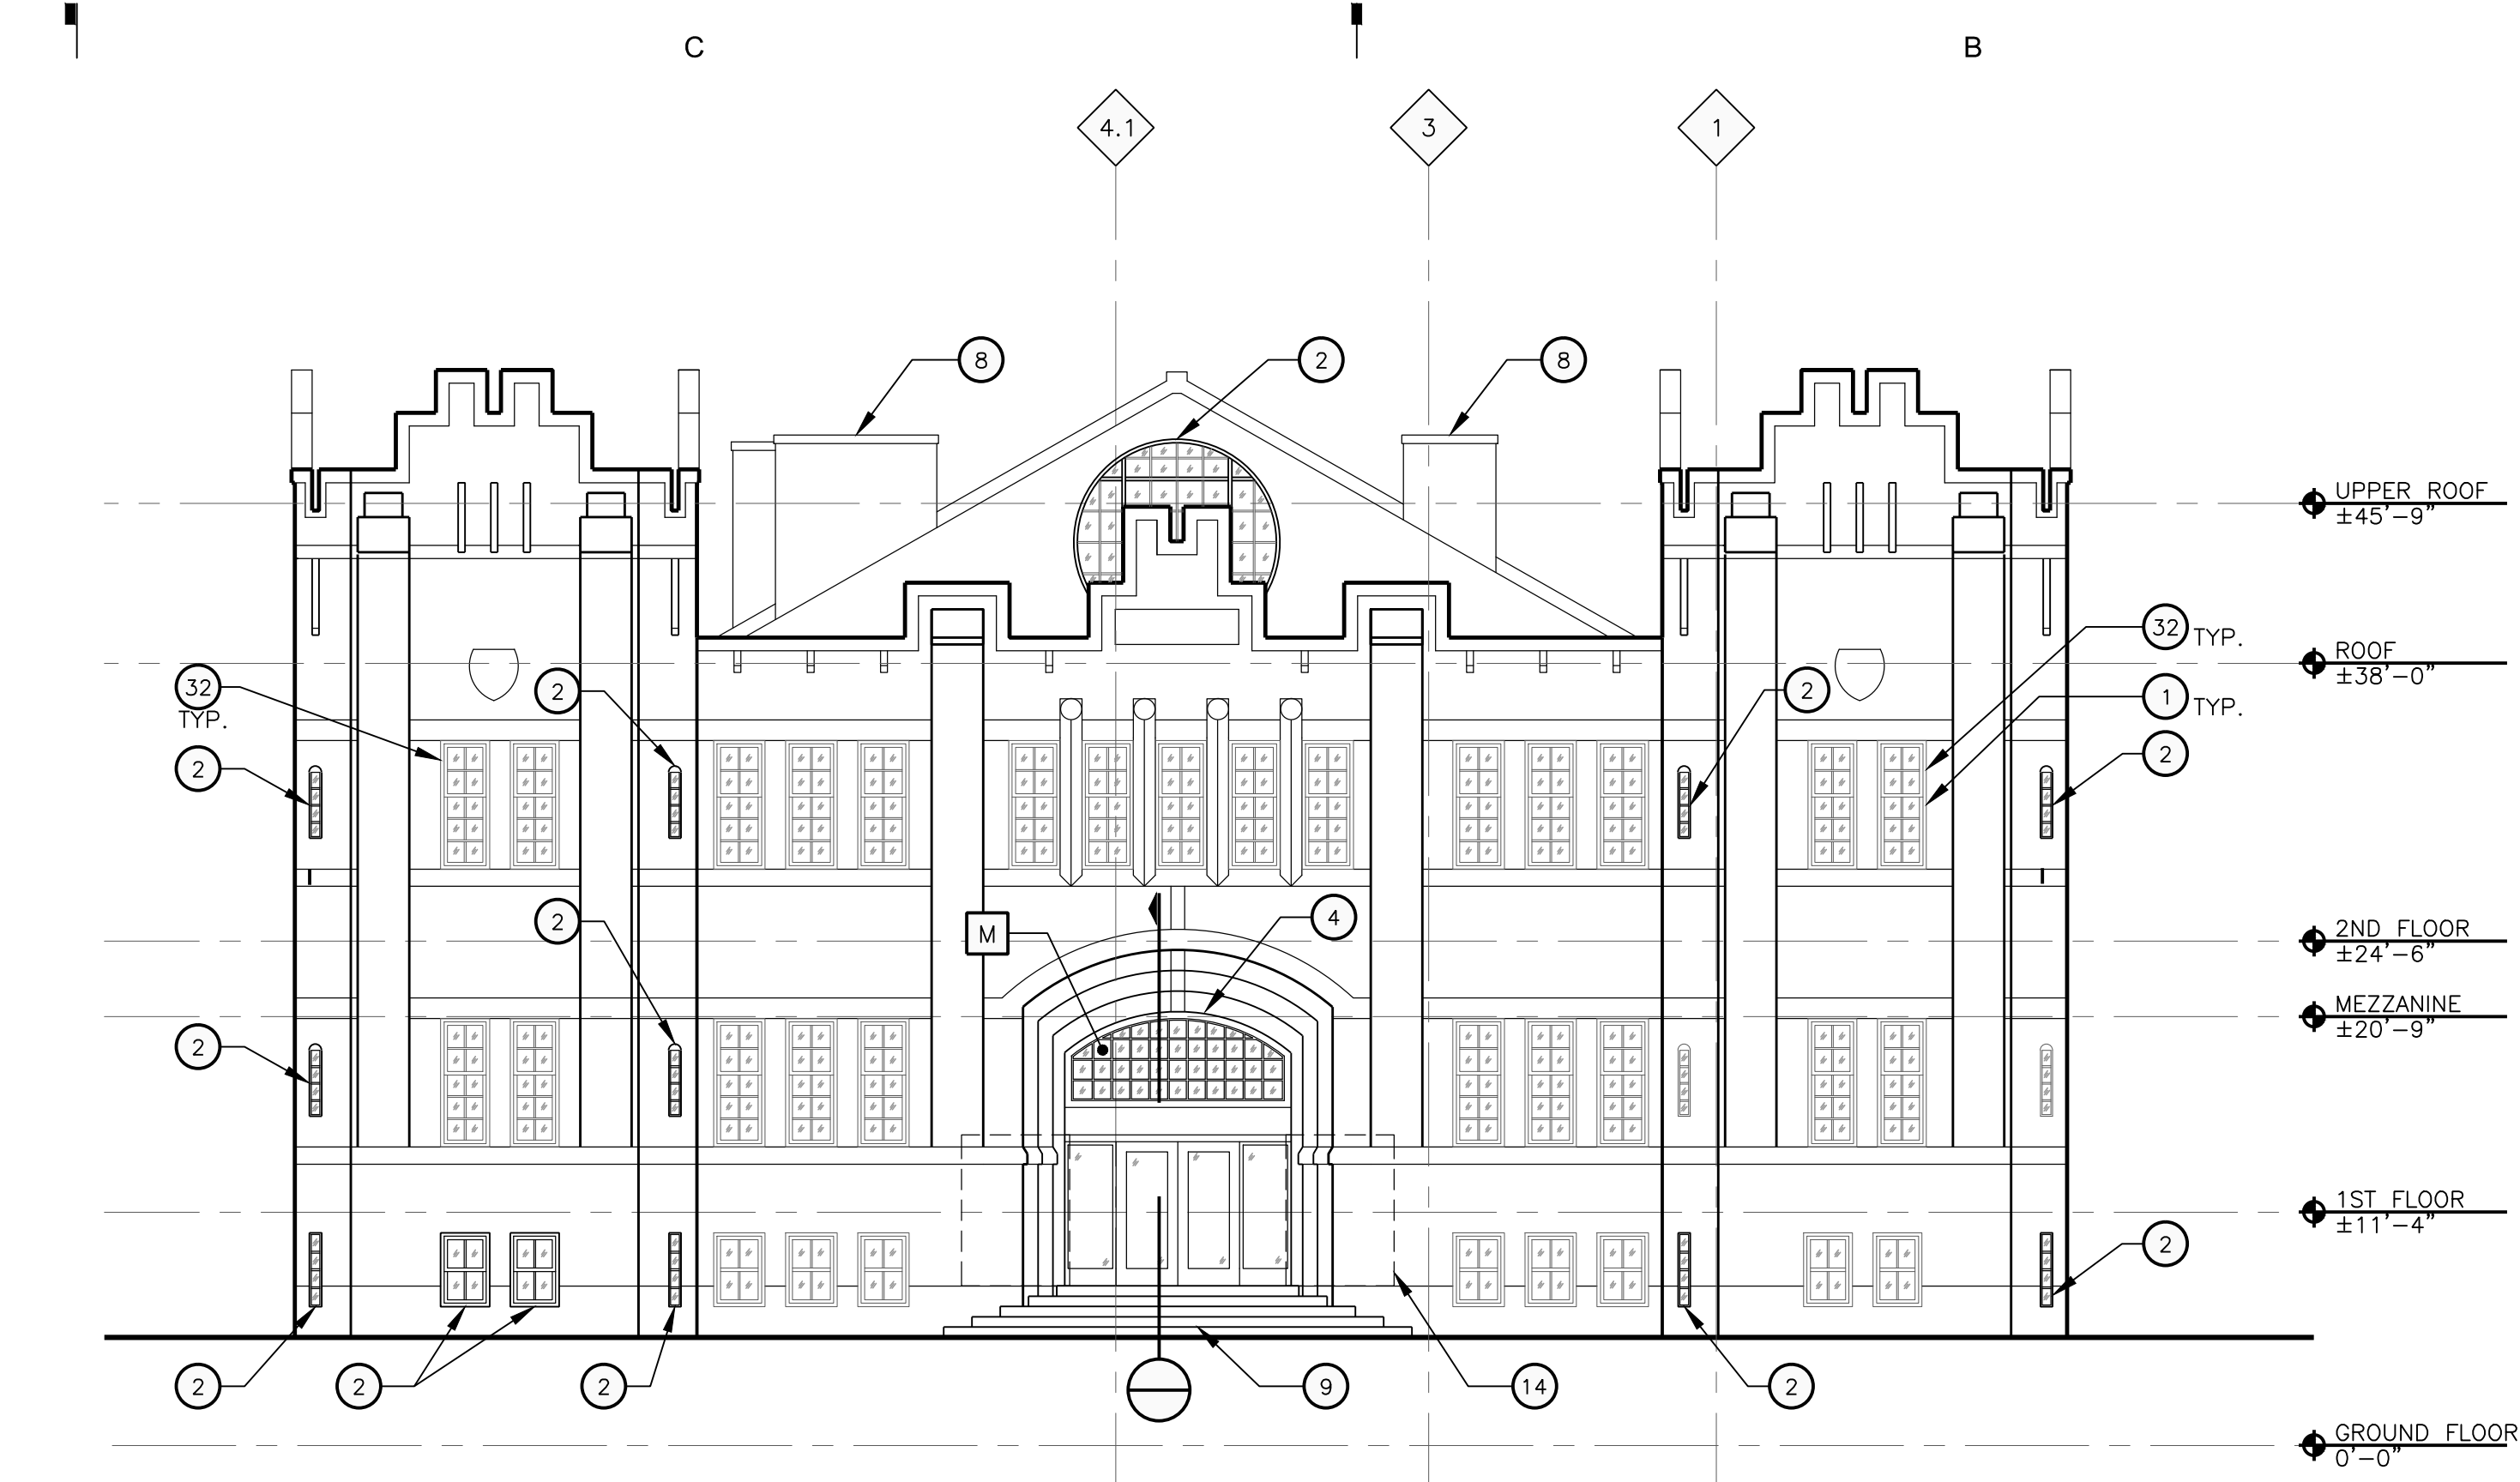 C
B
4.1
3
1
8
2
8
UPPER ROOF
±45'-9"
32
TYP.
ROOF
±38'-0"
32
TYP.
2
2
1
TYP.
2
2
2
4
M
2ND FLOOR
±24'-6"
MEZZANINE
±20'-9"
2
1ST FLOOR
±11'-4"
2
2
2
2
9
14
2
GROUND FLOOR
0'-0"